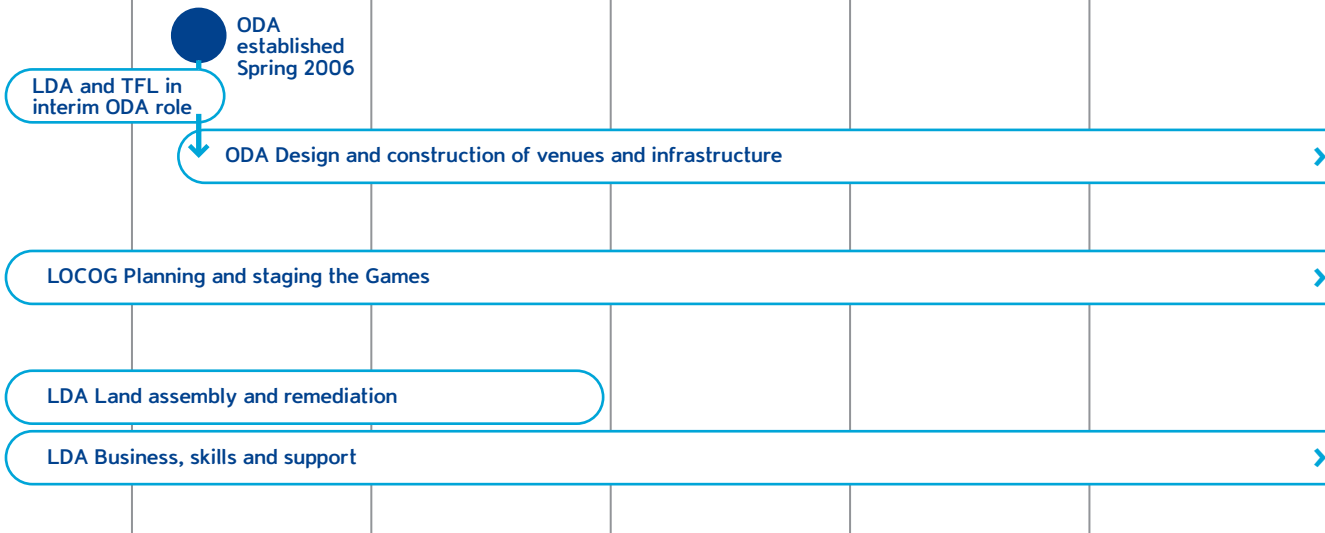 ODA
established
Spring 2006
LDA and TFL in
interim ODA role
ODA Design and construction of venues and infrastructure
LOCOG Planning and staging the Games
LDA Land assembly and remediation
LDA Business, skills and support